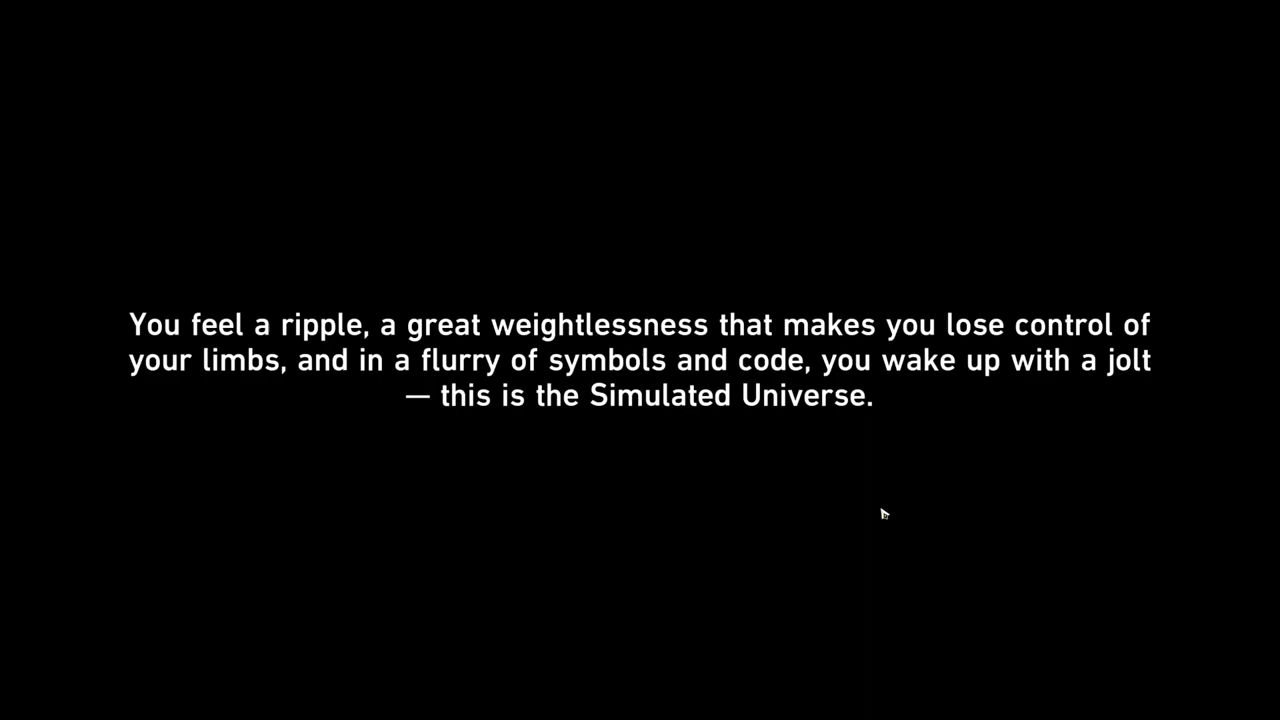 You feel a ripple, a great weightlessness that makes you lose control of
your limbs, and in a flurry of symbols and code, you wake up with a jolt
— this is the Simulated Universe.